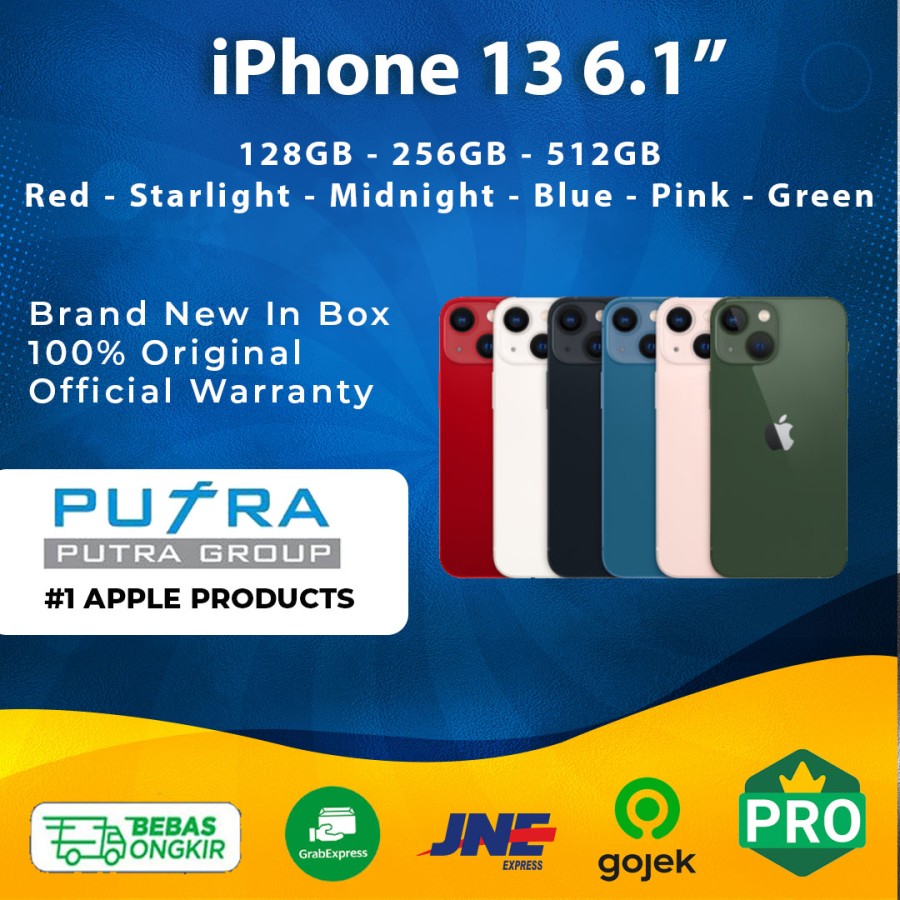 iPhone 13 6.1”
128GB - 256GB - 512GB
Red - Starlight - Midnight - Blue - Pink - Green
Brand New In Box
100% Original
Official Warranty
PUTRA
PUTRA GROUP
#1 APPLE PRODUCTS
BEBAS
ONGKIR
GrabExpress
JNE
EXPRESS
gojek
PRO